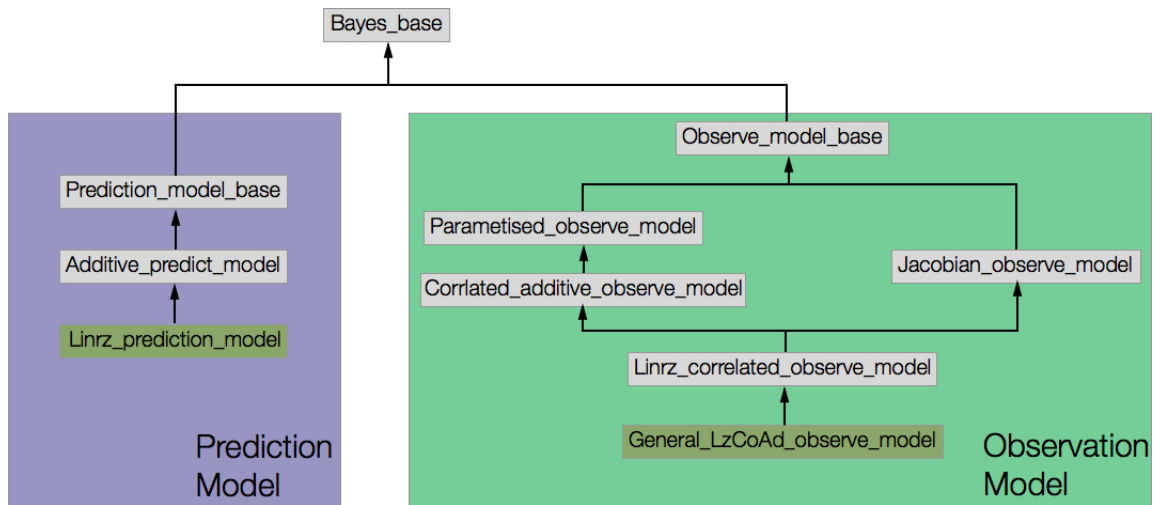 Bayes_base
Prediction_model_base
Additive_predict_model
Linrz_prediction_model
Prediction
Model
Observe_model_base
Parametised_observe_model
Corrlated_additive_observe_model
Jacobian_observe_model
Linrz_correlated_observe_model
General_LzCoAd_observe_model
Observation
Model